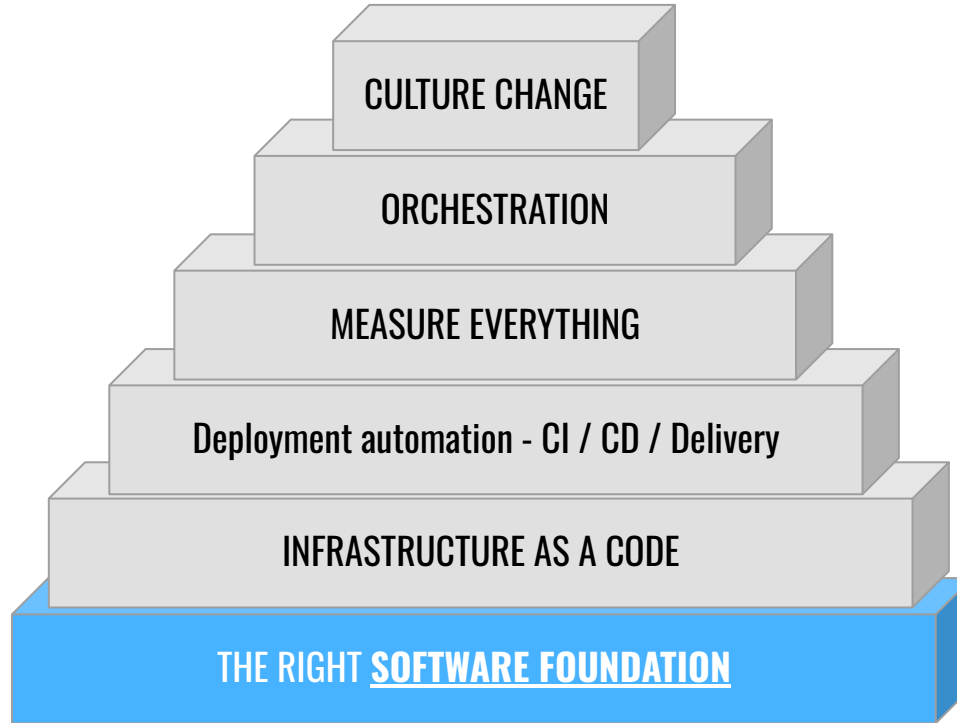 CULTURE CHANGE
ORCHESTRATION
MEASURE EVERYTHING
Deployment automation - CI / CD / Delivery
INFRASTRUCTURE AS A CODE
THE RIGHT SOFTWARE FOUNDATION